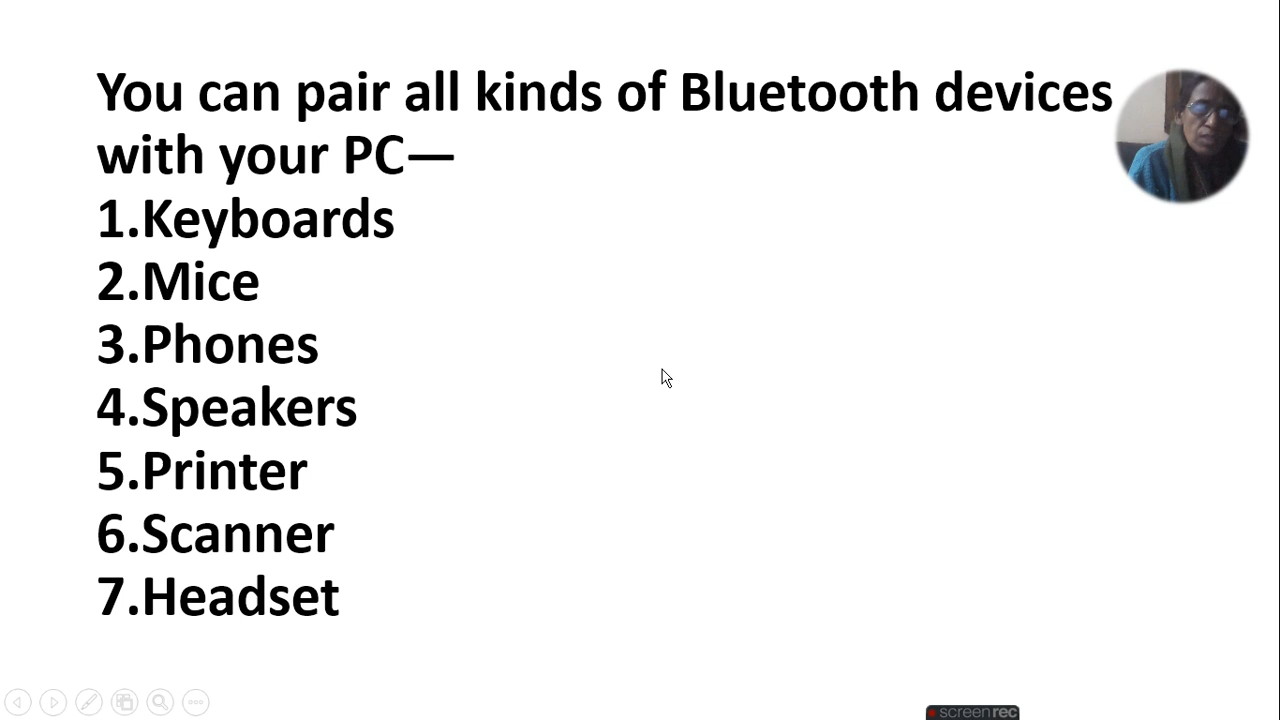 You can pair all kinds of Bluetooth devices
with your PC—
1.Keyboards
2.Mice
3.Phones
4.Speakers
5.Printer
6.Scanner
7.Headset
screenrec